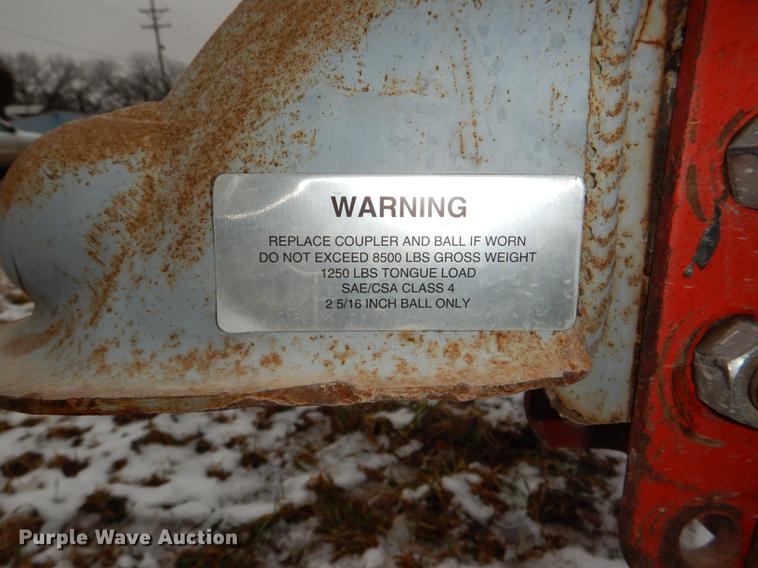 WARNING
REPLACE COUPLER AND BALL IF WORN
DO NOT EXCEED 8500 LBS GROSS WEIGHT
1250 LBS TONGUE LOAD
SAE/CSA CLASS 4
2 5/16 INCH BALL ONLY
Purple Wave Auction